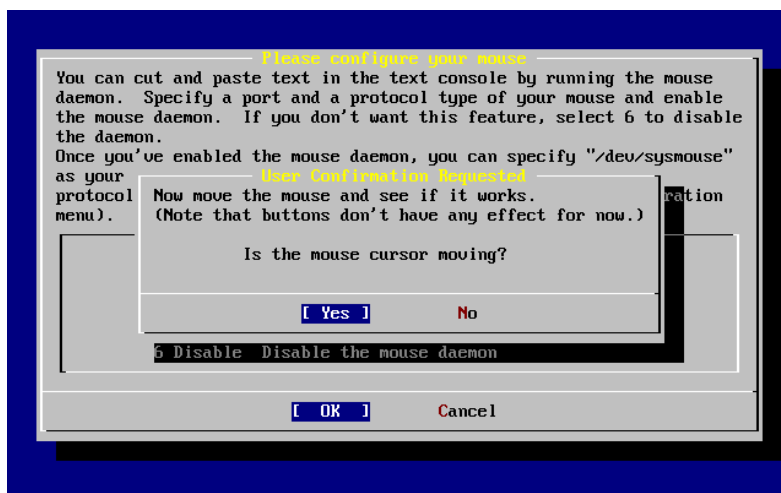 Please configure your mouse
You can cut and paste text in the text console by running the mouse
daemon.  Specify a port and a protocol type of your mouse and enable
the mouse daemon.  If you don't want this feature, select 6 to disable
the daemon.
Once you've enabled the mouse daemon, you can specify "/dev/sysmouse"
as your
protocol ration
menu).
User Confirmation Requested
Now move the mouse and see if it works.
(Note that buttons don't have any effect for now.)
Is the mouse cursor moving?
[ Yes ] No
6 Disable  Disable the mouse daemon
[ OK ] Cancel